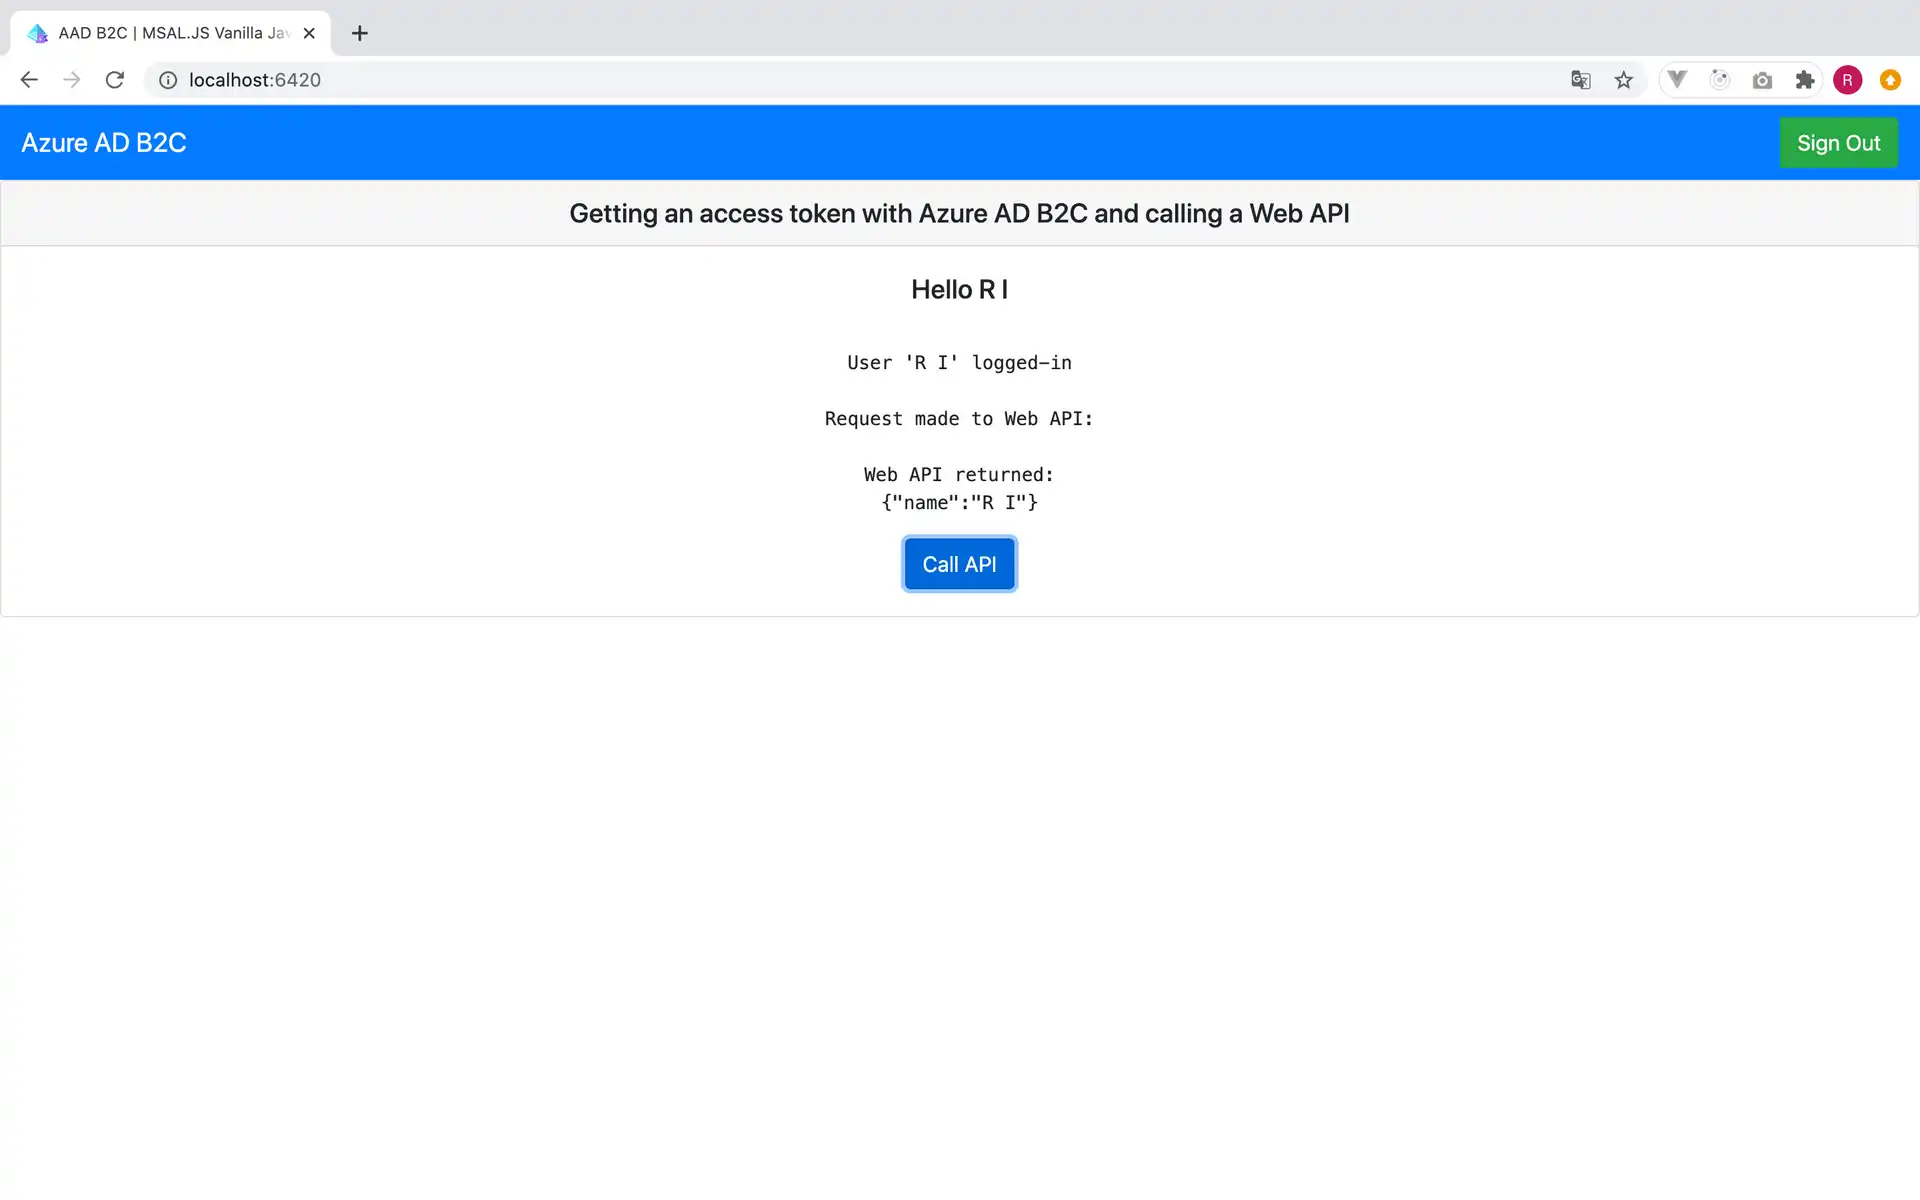 AAD B2C | MSAL.JS Vanilla Jav
localhost:6420
R
Azure AD B2C
Sign Out
Getting an access token with Azure AD B2C and calling a Web API
Hello R I
User 'R I' logged-in
Request made to Web API:
Web API returned:
{"name":"R I"}
Call API